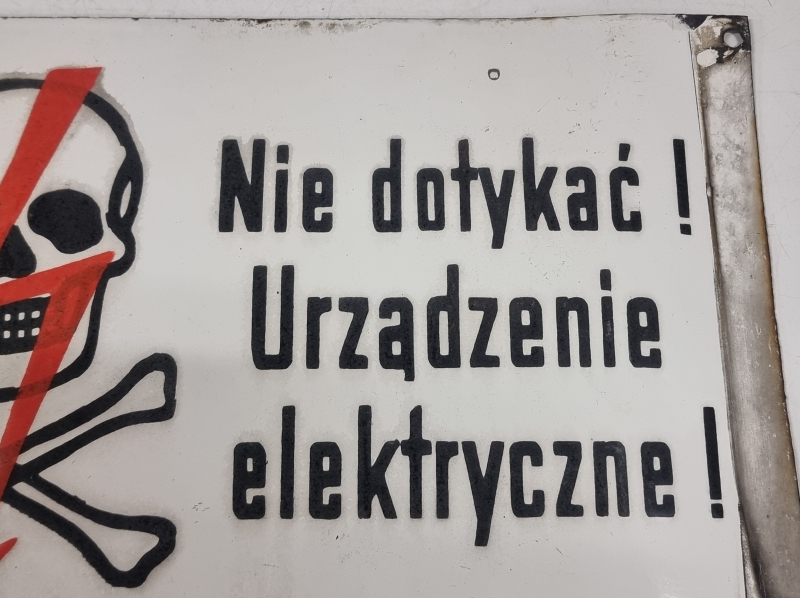 Nie dotykać !
Urządzenie
elektryczne !